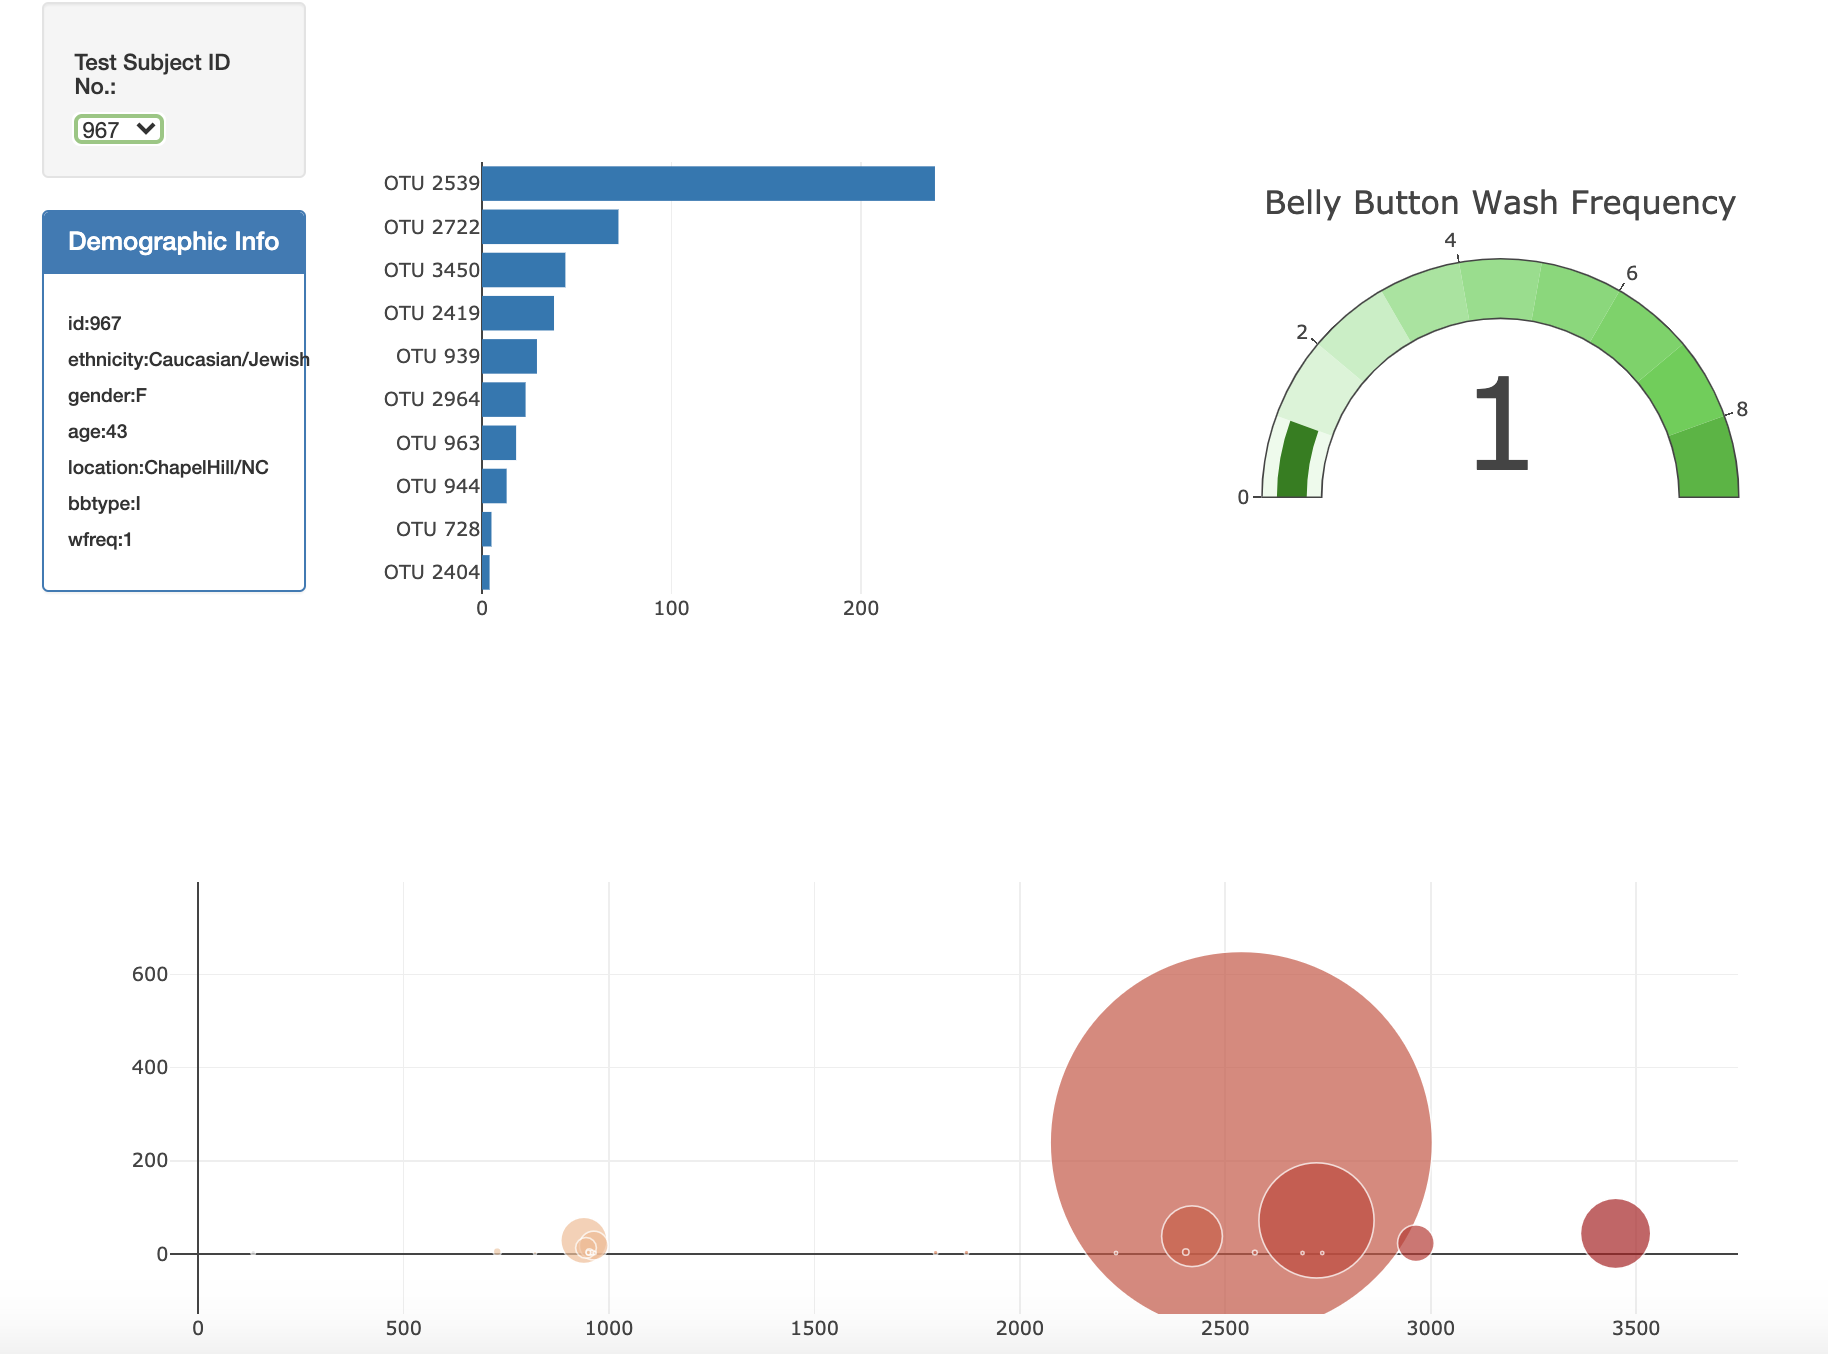 Test Subject ID
No.:
967
Demographic Info
id:967
ethnicity:Caucasian/Jewish
gender:F
age:43
location:ChapelHill/NC
bbtype:I
wfreq:1
OTU 2539
OTU 2722
OTU 3450
OTU 2419
OTU 939
OTU 2964
OTU 963
OTU 944
OTU 728
OTU 2404
0 100 200
Belly Button Wash Frequency
0
2
4
6
8
1
600
400
200
0
0 500 1000 1500 2000 2500 3000 3500